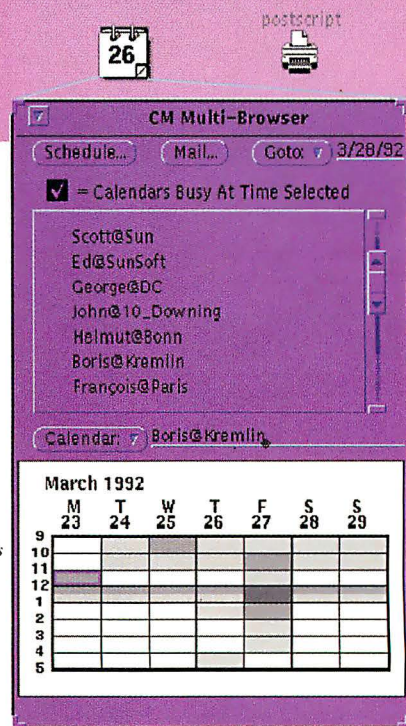 postscript
26
CM Multi-Browser
Schedule... Mail... Goto: 3/28/92
= Calendars Busy At Time Selected
Scott@Sun
Ed@SunSoft
George@DC
John@10_Downing
Helmut@Bonn
Boris@Kremlin
François@Paris
Calendar: Boris@Kremlin
March 1992
M T W T F S S
23 24 25 26 27 28 29
9
10
11
12
1
2
3
4
5
s